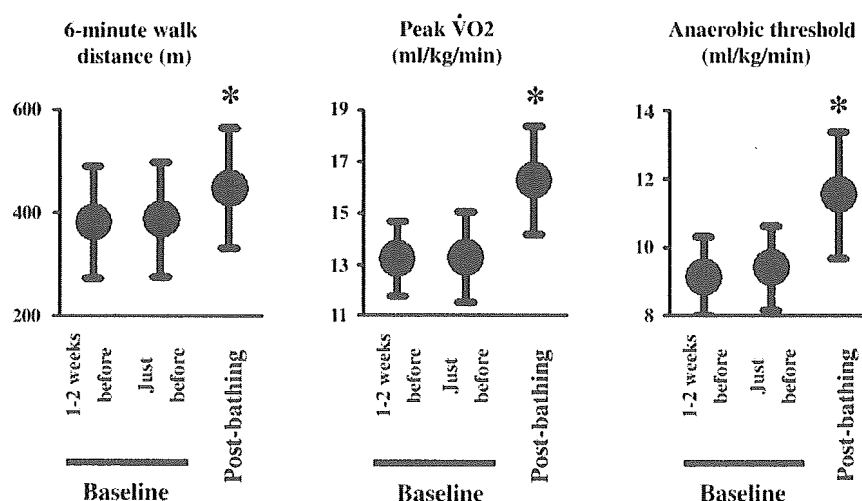 6-minute walk
distance (m)
*
600
400
200
1-2 weeks
before
Just
before
Post-bathing
Baseline
Peak V̇O2
(ml/kg/min)
*
19
17
15
13
11
1-2 weeks
before
Just
before
Post-bathing
Baseline
Anaerobic threshold
(ml/kg/min)
*
14
12
10
8
1-2 weeks
before
Just
before
Post-bathing
Baseline